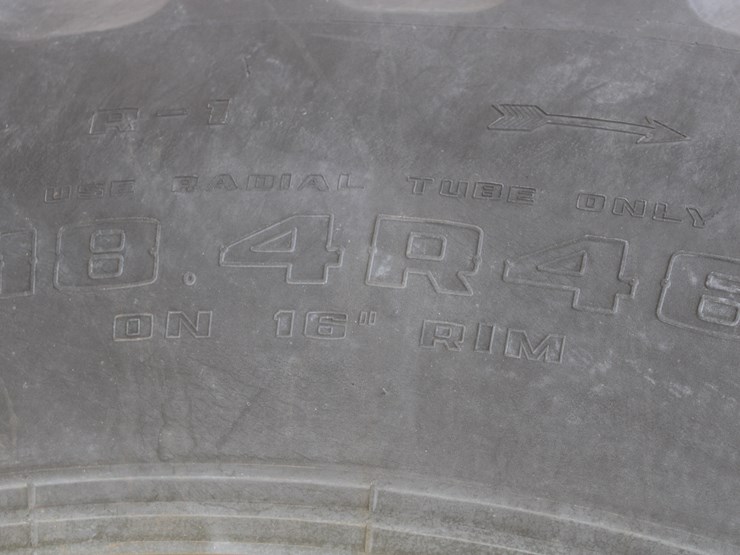 R-1
USE RADIAL TUBE ONLY
18.4R46
ON 16" RIM